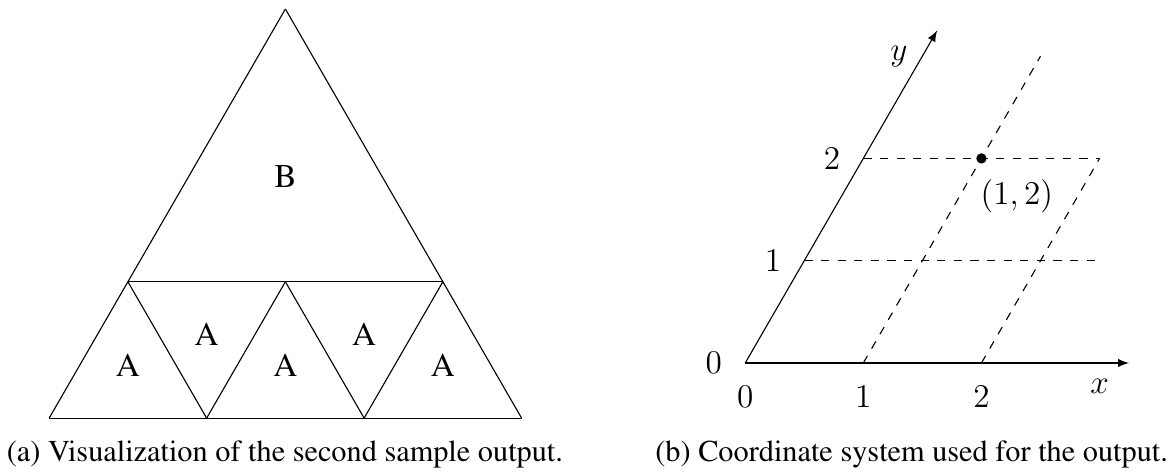 B
A
A
A
A
A
(a) Visualization of the second sample output.
y
2
(1, 2)
1
0
0
1
2
x
(b) Coordinate system used for the output.